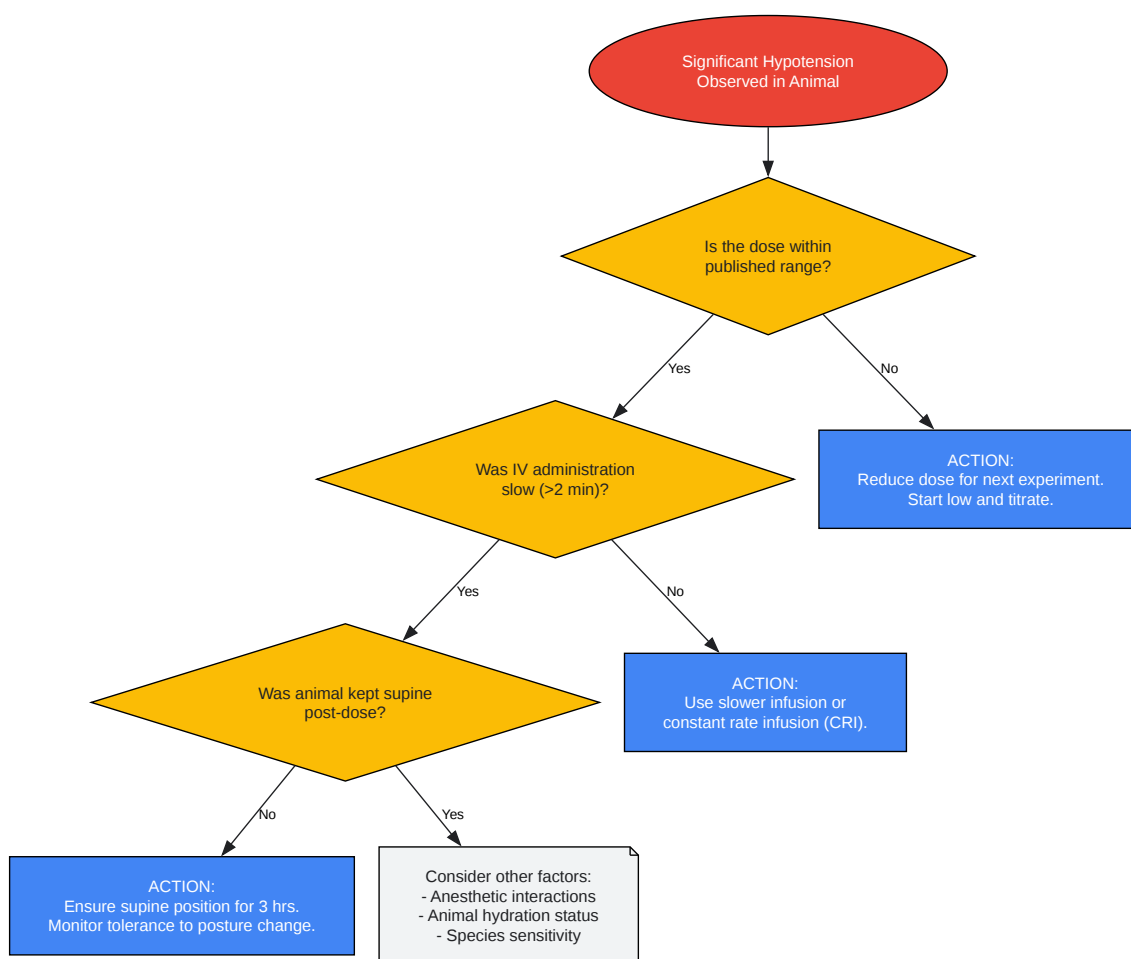 Significant Hypotension
Observed in Animal
Is the dose within
published range?
Yes
No
Was IV administration
slow (>2 min)?
ACTION:
Reduce dose for next experiment.
Start low and titrate.
Yes
No
Was animal kept supine
post-dose?
ACTION:
Use slower infusion or
constant rate infusion (CRI).
No
Yes
ACTION:
Ensure supine position for 3 hrs.
Monitor tolerance to posture change.
Consider other factors:
- Anesthetic interactions
- Animal hydration status
- Species sensitivity